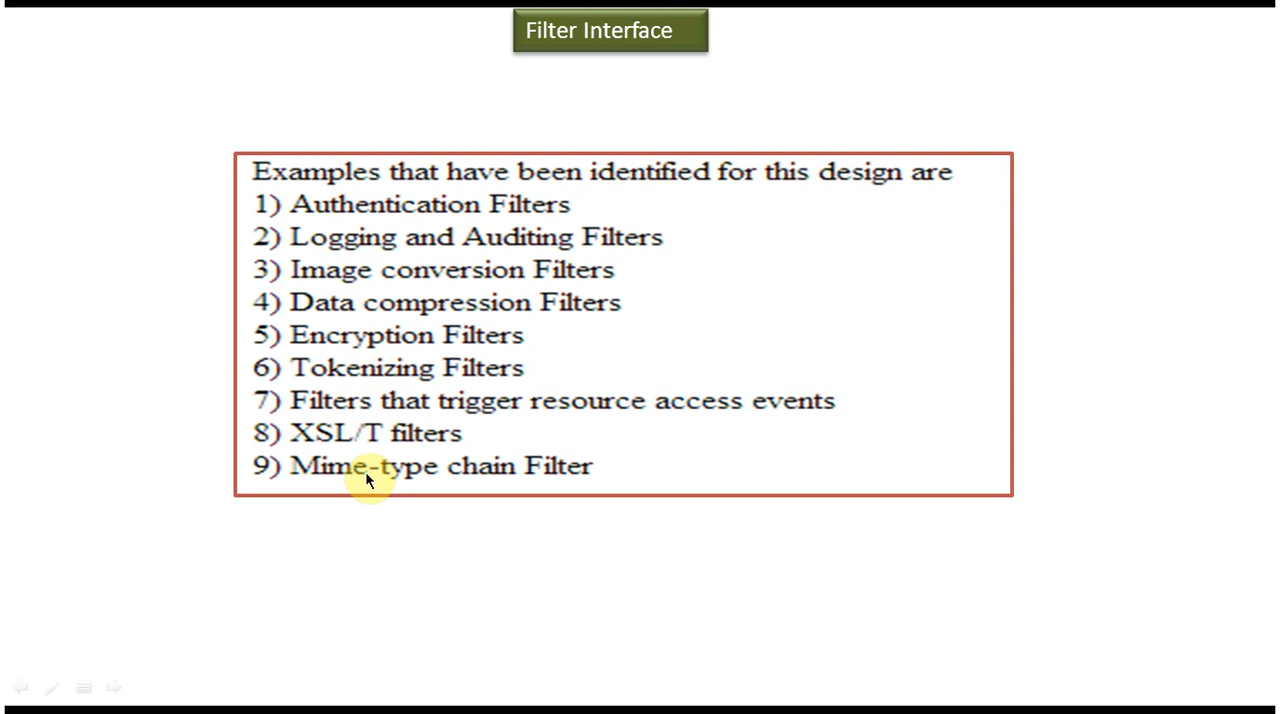 Filter Interface
Examples that have been identified for this design are
1) Authentication Filters
2) Logging and Auditing Filters
3) Image conversion Filters
4) Data compression Filters
5) Encryption Filters
6) Tokenizing Filters
7) Filters that trigger resource access events
8) XSL/T filters
9) Mime-type chain Filter